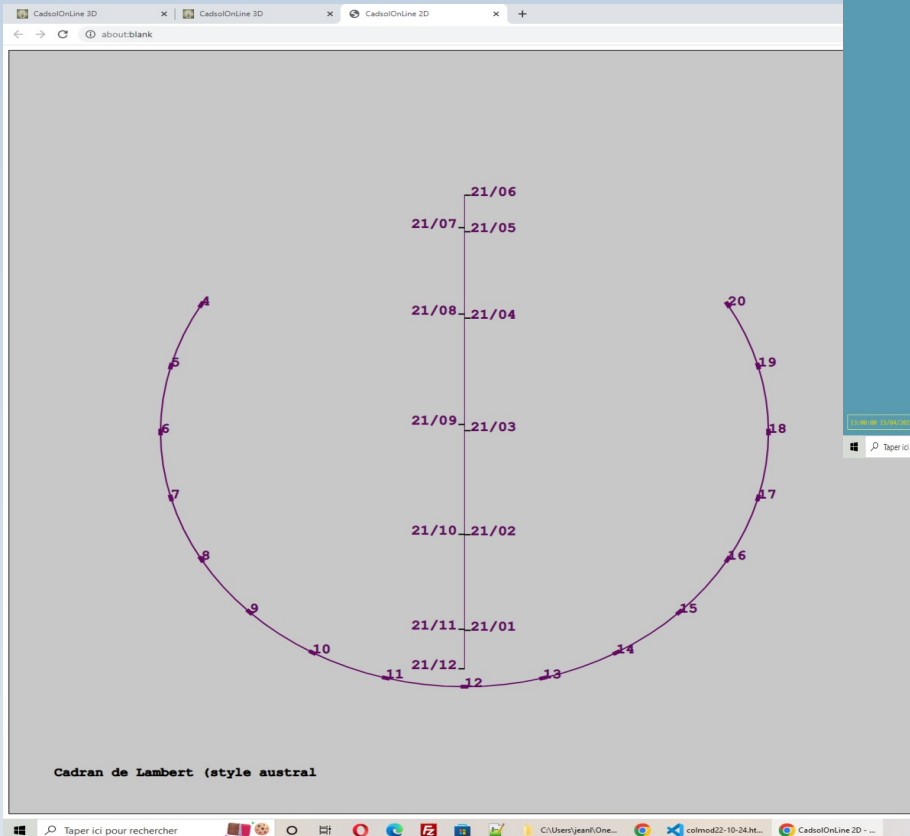 CadsolOnLine 3D
CadsolOnLine 3D
CadsolOnLine 2D
about:blank
21/06
21/07 21/05
4
20
21/08 21/04
5
19
21/09 21/03
6
18
7
17
21/10 21/02
8
16
9
15
21/11 21/01
10
14
21/12
11
13
12
Cadran de Lambert (style austral
Taper ici
Taper ici pour rechercher
C:\Users\jeanl\One...
colmod22-10-24.ht...
CadsolOnLine 2D - ...